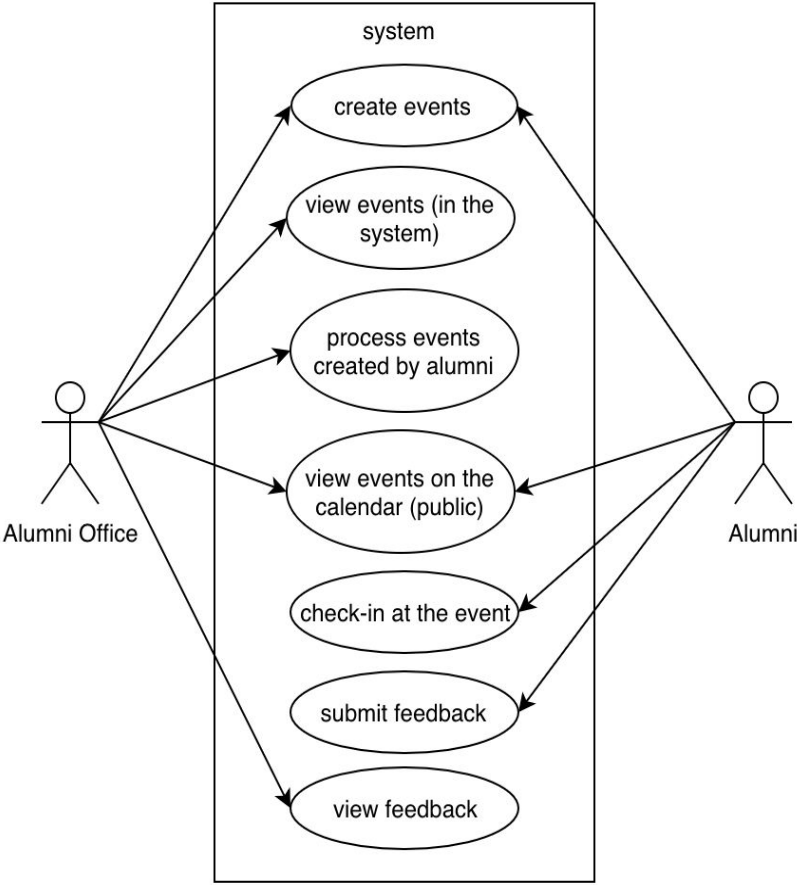 system
create events
view events (in the
system)
process events
created by alumni
view events on the
calendar (public)
Alumni Office
Alumni
check-in at the event
submit feedback
view feedback